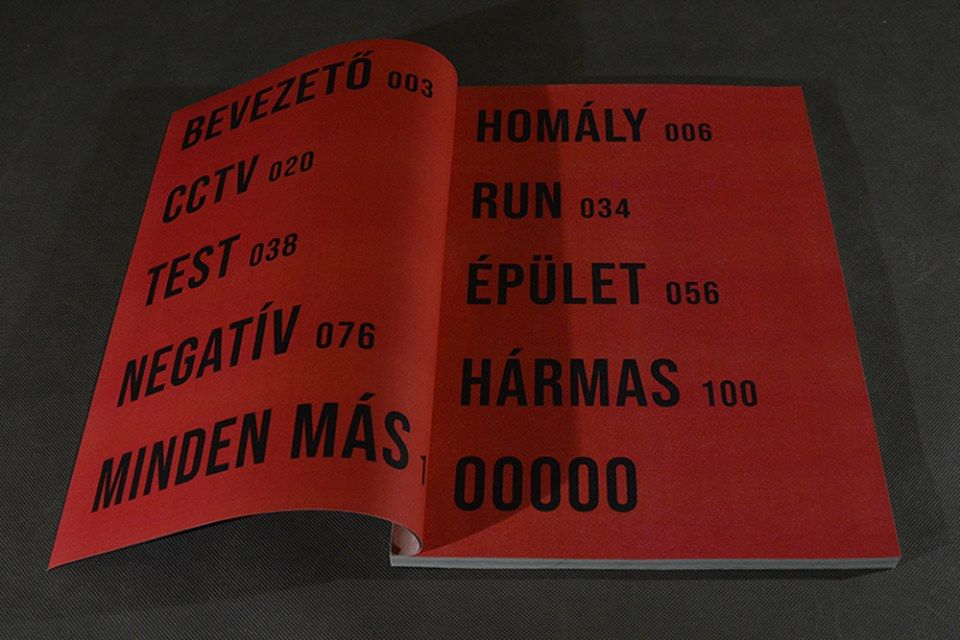 BEVEZETŐ 003
CCTV 020
TEST 038
NEGATÍV 076
MINDEN MÁS
HOMÁLY 006
RUN 034
ÉPÜLET 056
HÁRMAS 100
00000